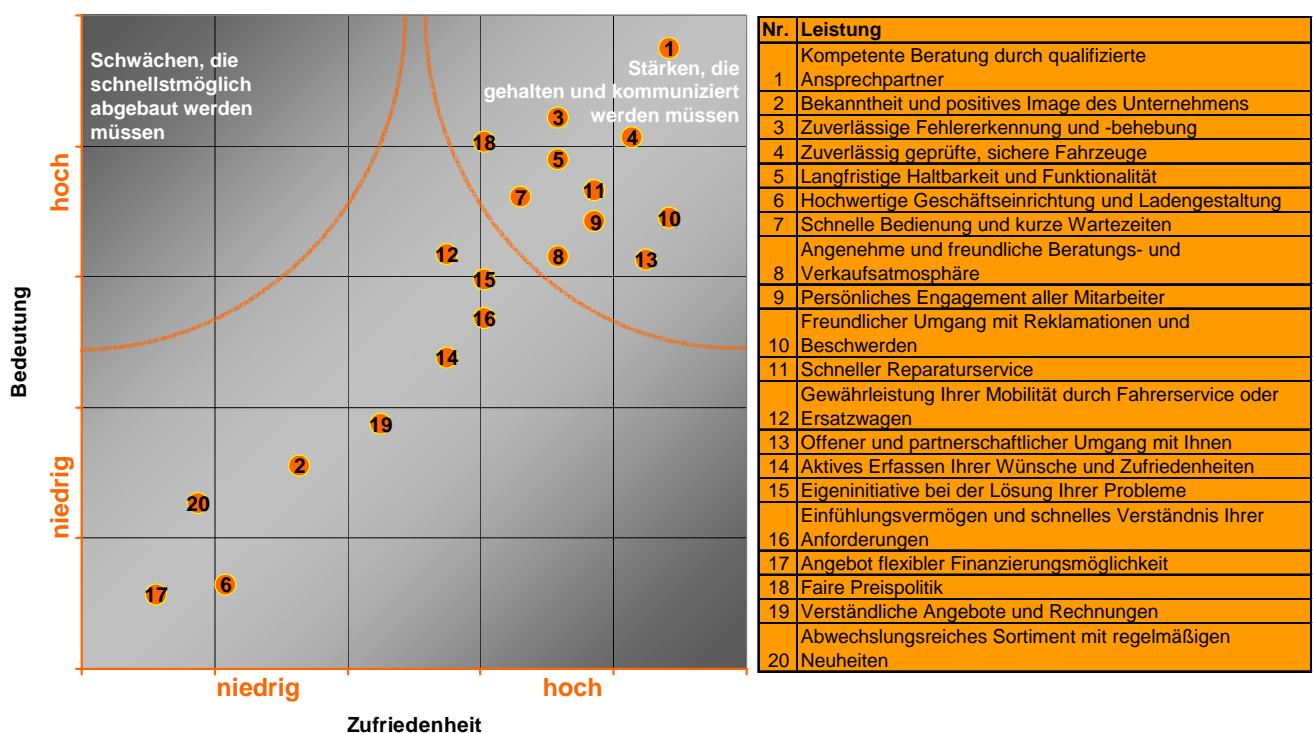 Schwächen, die
schnellstmöglich
abgebaut werden
müssen
Stärken, die
gehalten und kommuniziert
werden müssen
1
3
4
18
5
11
7
9
10
12
8
13
15
16
14
19
2
20
6
17
hoch
niedrig
Bedeutung
niedrig
hoch
Zufriedenheit
Nr. Leistung
Kompetente Beratung durch qualifizierte
1 Ansprechpartner
2 Bekanntheit und positives Image des Unternehmens
3 Zuverlässige Fehlererkennung und -behebung
4 Zuverlässig geprüfte, sichere Fahrzeuge
5 Langfristige Haltbarkeit und Funktionalität
6 Hochwertige Geschäftseinrichtung und Ladengestaltung
7 Schnelle Bedienung und kurze Wartezeiten
Angenehme und freundliche Beratungs- und
8 Verkaufsatmosphäre
9 Persönliches Engagement aller Mitarbeiter
Freundlicher Umgang mit Reklamationen und
10 Beschwerden
11 Schneller Reparaturservice
Gewährleistung Ihrer Mobilität durch Fahrerservice oder
12 Ersatzwagen
13 Offener und partnerschaftlicher Umgang mit Ihnen
14 Aktives Erfassen Ihrer Wünsche und Zufriedenheiten
15 Eigeninitiative bei der Lösung Ihrer Probleme
Einfühlungsvermögen und schnelles Verständnis Ihrer
16 Anforderungen
17 Angebot flexibler Finanzierungsmöglichkeit
18 Faire Preispolitik
19 Verständliche Angebote und Rechnungen
Abwechslungsreiches Sortiment mit regelmäßigen
20 Neuheiten